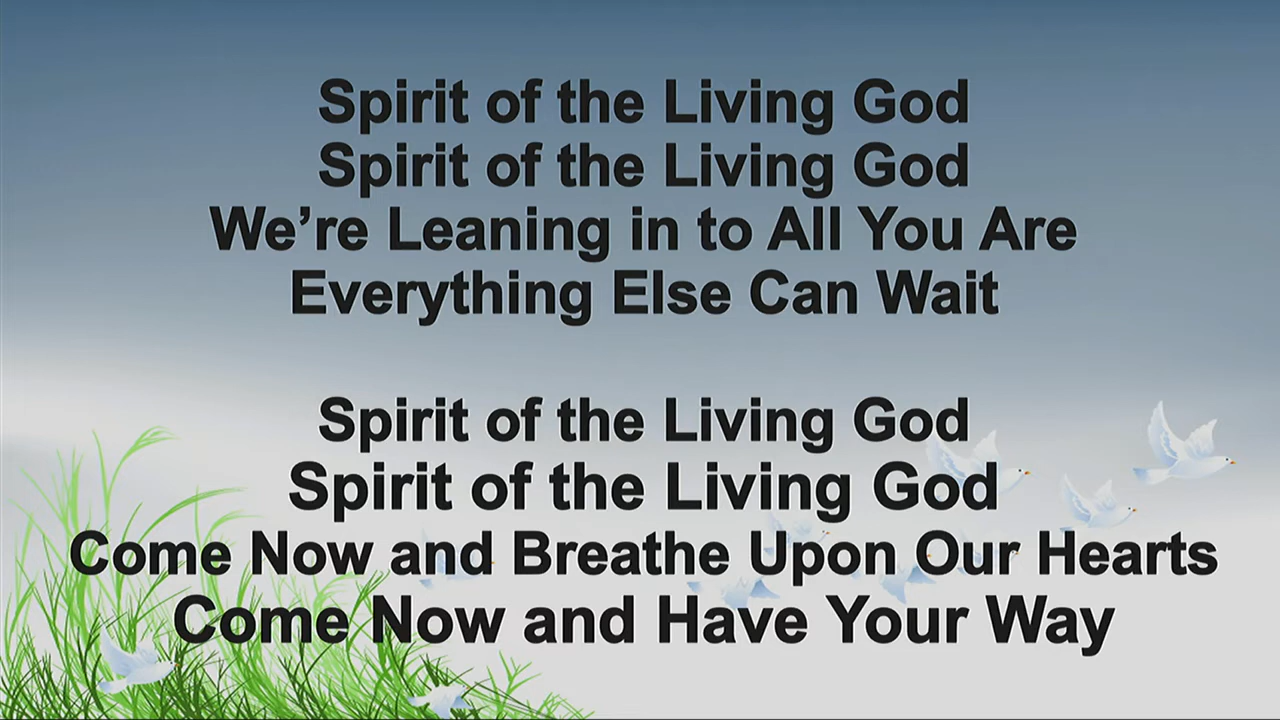 Spirit of the Living God
Spirit of the Living God
We’re Leaning in to All You Are
Everything Else Can Wait
Spirit of the Living God
Spirit of the Living God
Come Now and Breathe Upon Our Hearts
Come Now and Have Your Way